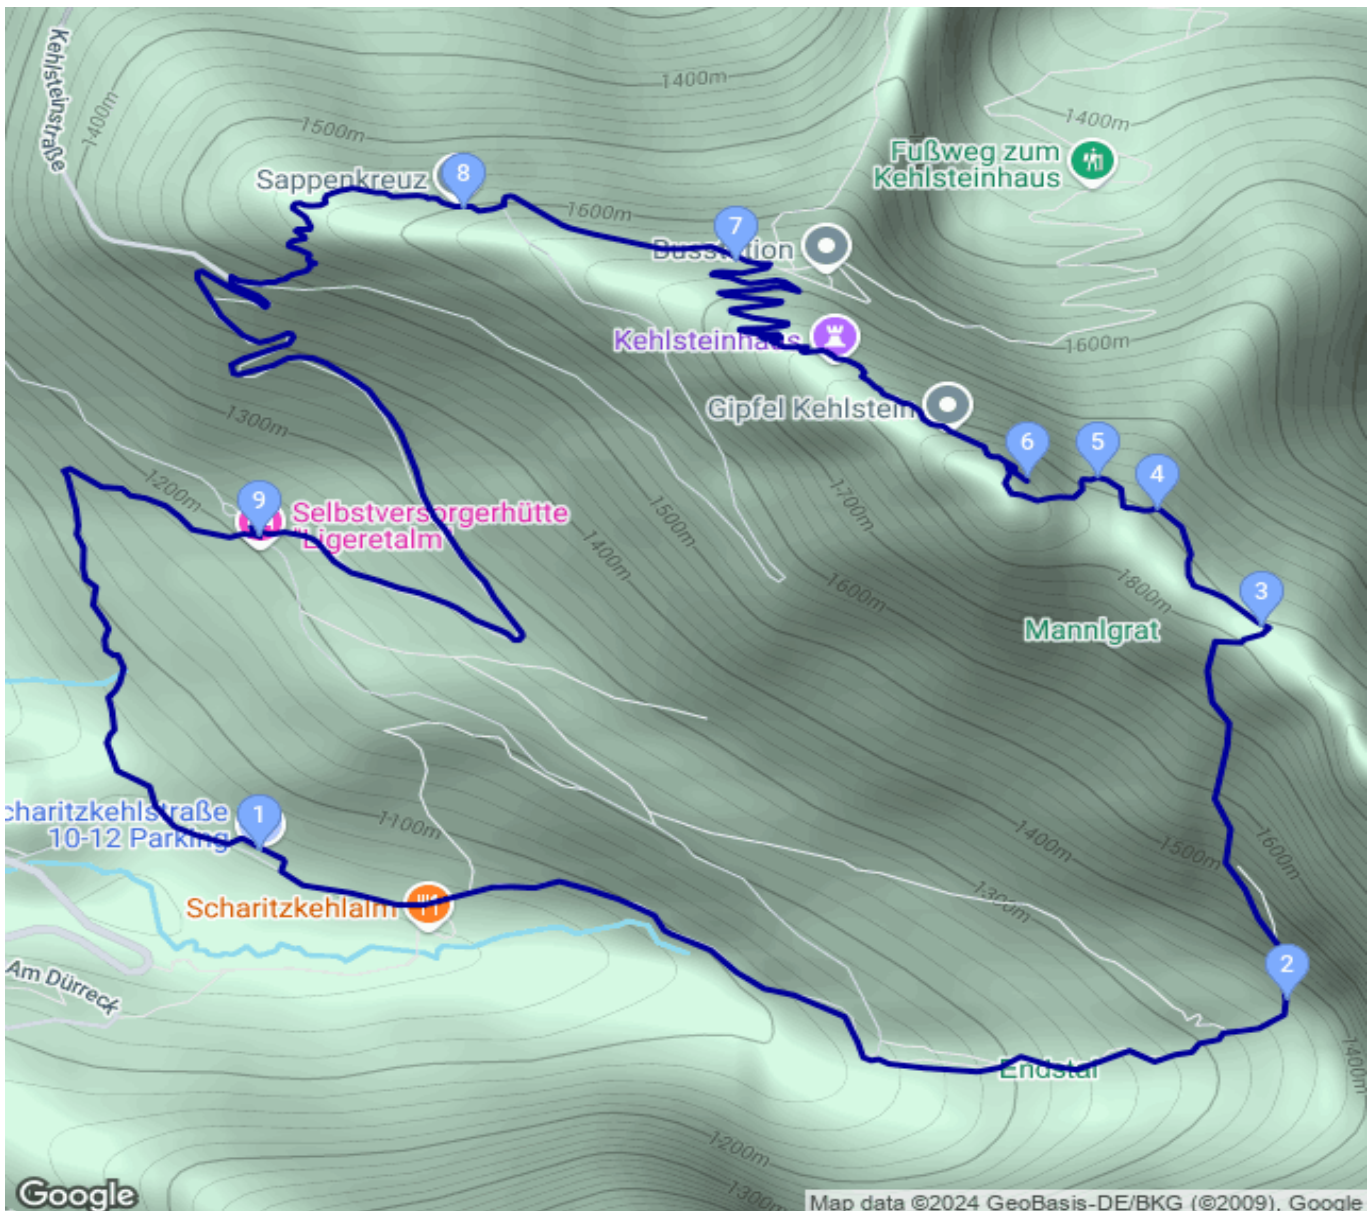 Kehlsteinstraße
1400m
1400m
1500m
1400m
Fußweg zum
Kehlsteinhaus
8
Sappenkreuz
1600m
7
Busstation
Kehlsteinhaus
1600m
Gipfel Kehlstein
1300m
6
5
4
1200m
9
Selbstversorgerhütte
"Ligeretalm"
1500m
1700m
1400m
1600m
1800m
3
Mannlgrat
charitzkehlstraße
10-12 Parking
1
1100m
1400m
1500m
1600m
1300m
Scharitzkehlalm
2
Am Dürreck
Endstal
1400m
1200m
1300m
Google
Map data ©2024 GeoBasis-DE/BKG (©2009), Google